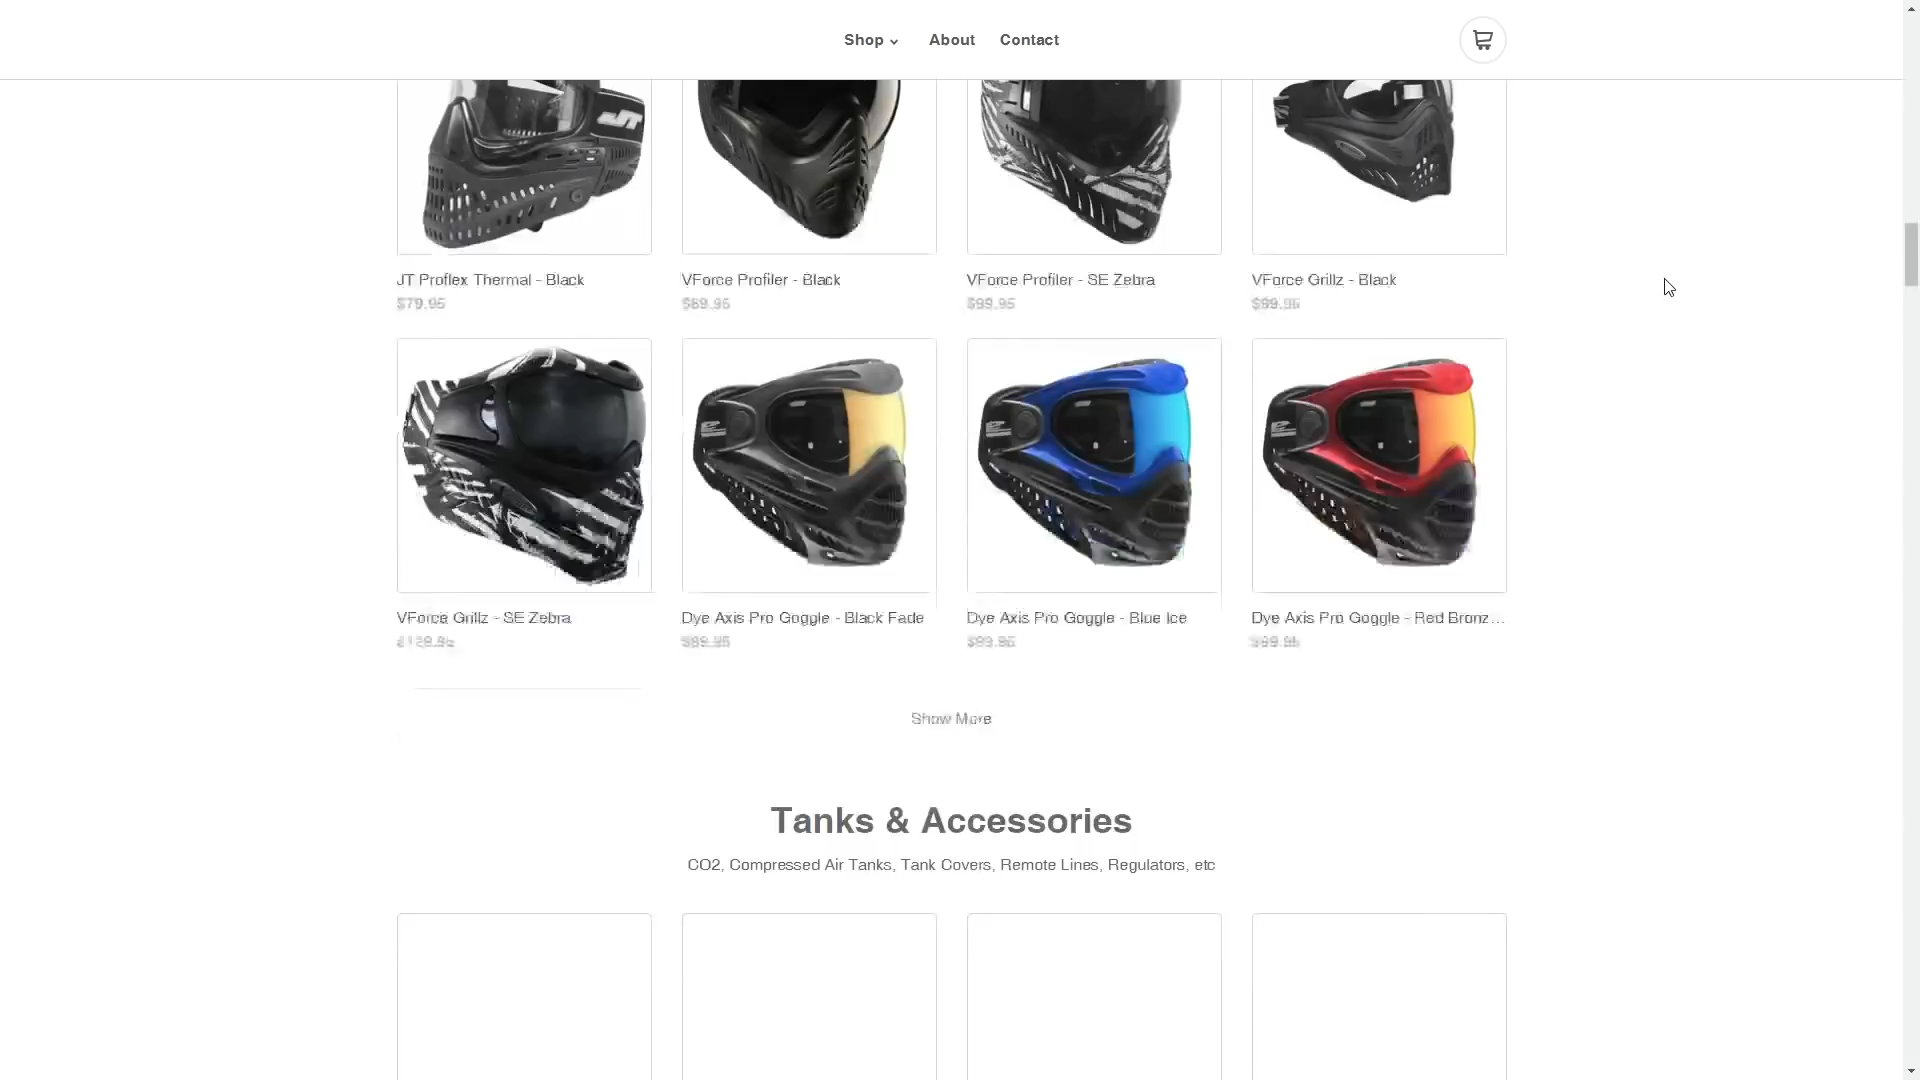 Shop About Contact
JT
JT Proflex Thermal - Black
$79.95
VForce Profiler - Black
VForce Profiler - SE Zebra
$99.95
VForce Grillz - Black
$99.95
VForce Grillz - SE Zebra
Dye Axis Pro Goggle - Black Fade
Dye Axis Pro Goggle - Blue Ice
Dye Axis Pro Goggle - Red Bronz...
Show More
Tanks & Accessories
CO2, Compressed Air Tanks, Tank Covers, Remote Lines, Regulators, etc